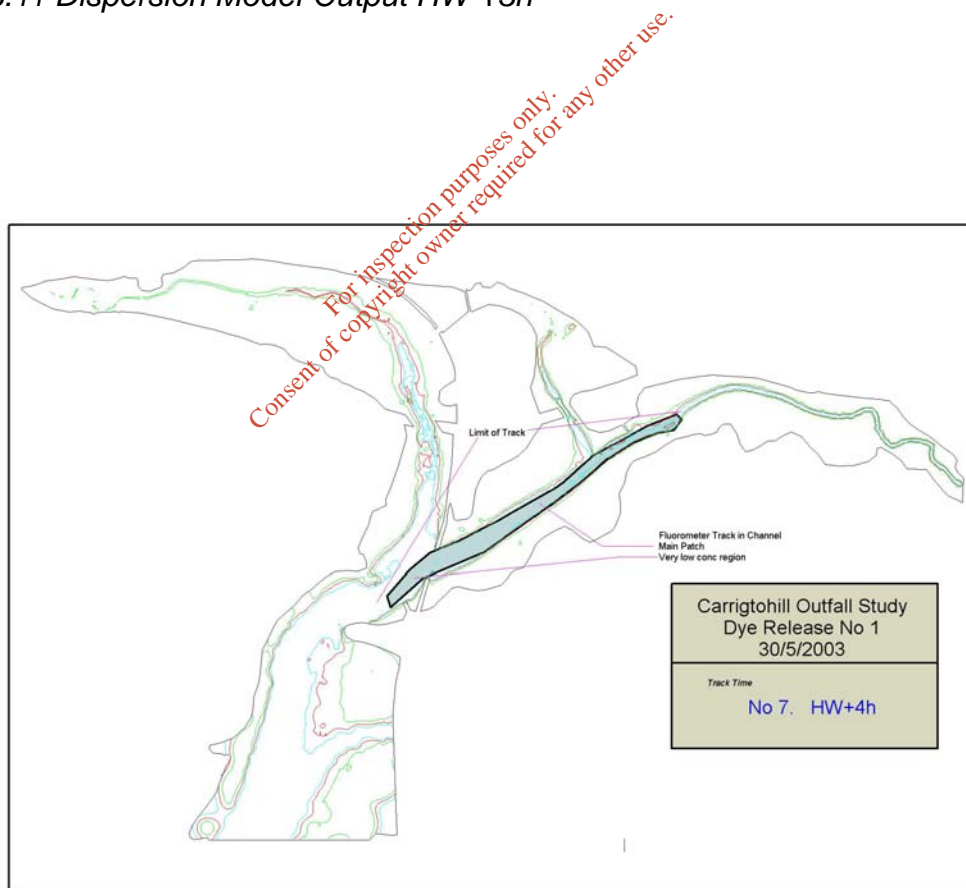 Dispersion Model Output HW
For inspection purposes only.
Consent of copyright owner required for any other use.
Limit of Track
Fluorometer Track in Channel
Main Patch
Very low conc region
Carrigtohill Outfall Study
Dye Release No 1
30/5/2003
Track Time
No 7. HW+4h